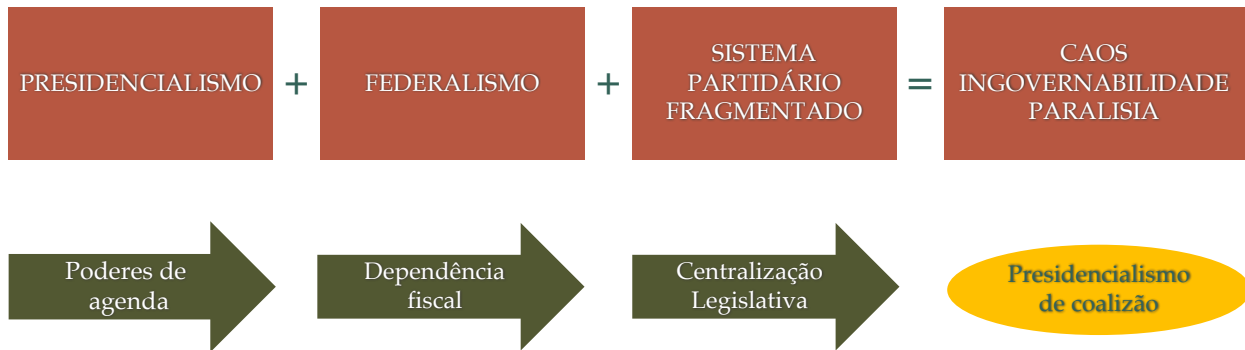 PRESIDENCIALISMO
+
FEDERALISMO
+
SISTEMA
PARTIDÁRIO
FRAGMENTADO
=
CAOS
INGOVERNABILIDADE
PARALISIA
Poderes de
agenda
Dependência
fiscal
Centralização
Legislativa
Presidencialismo
de coalizão